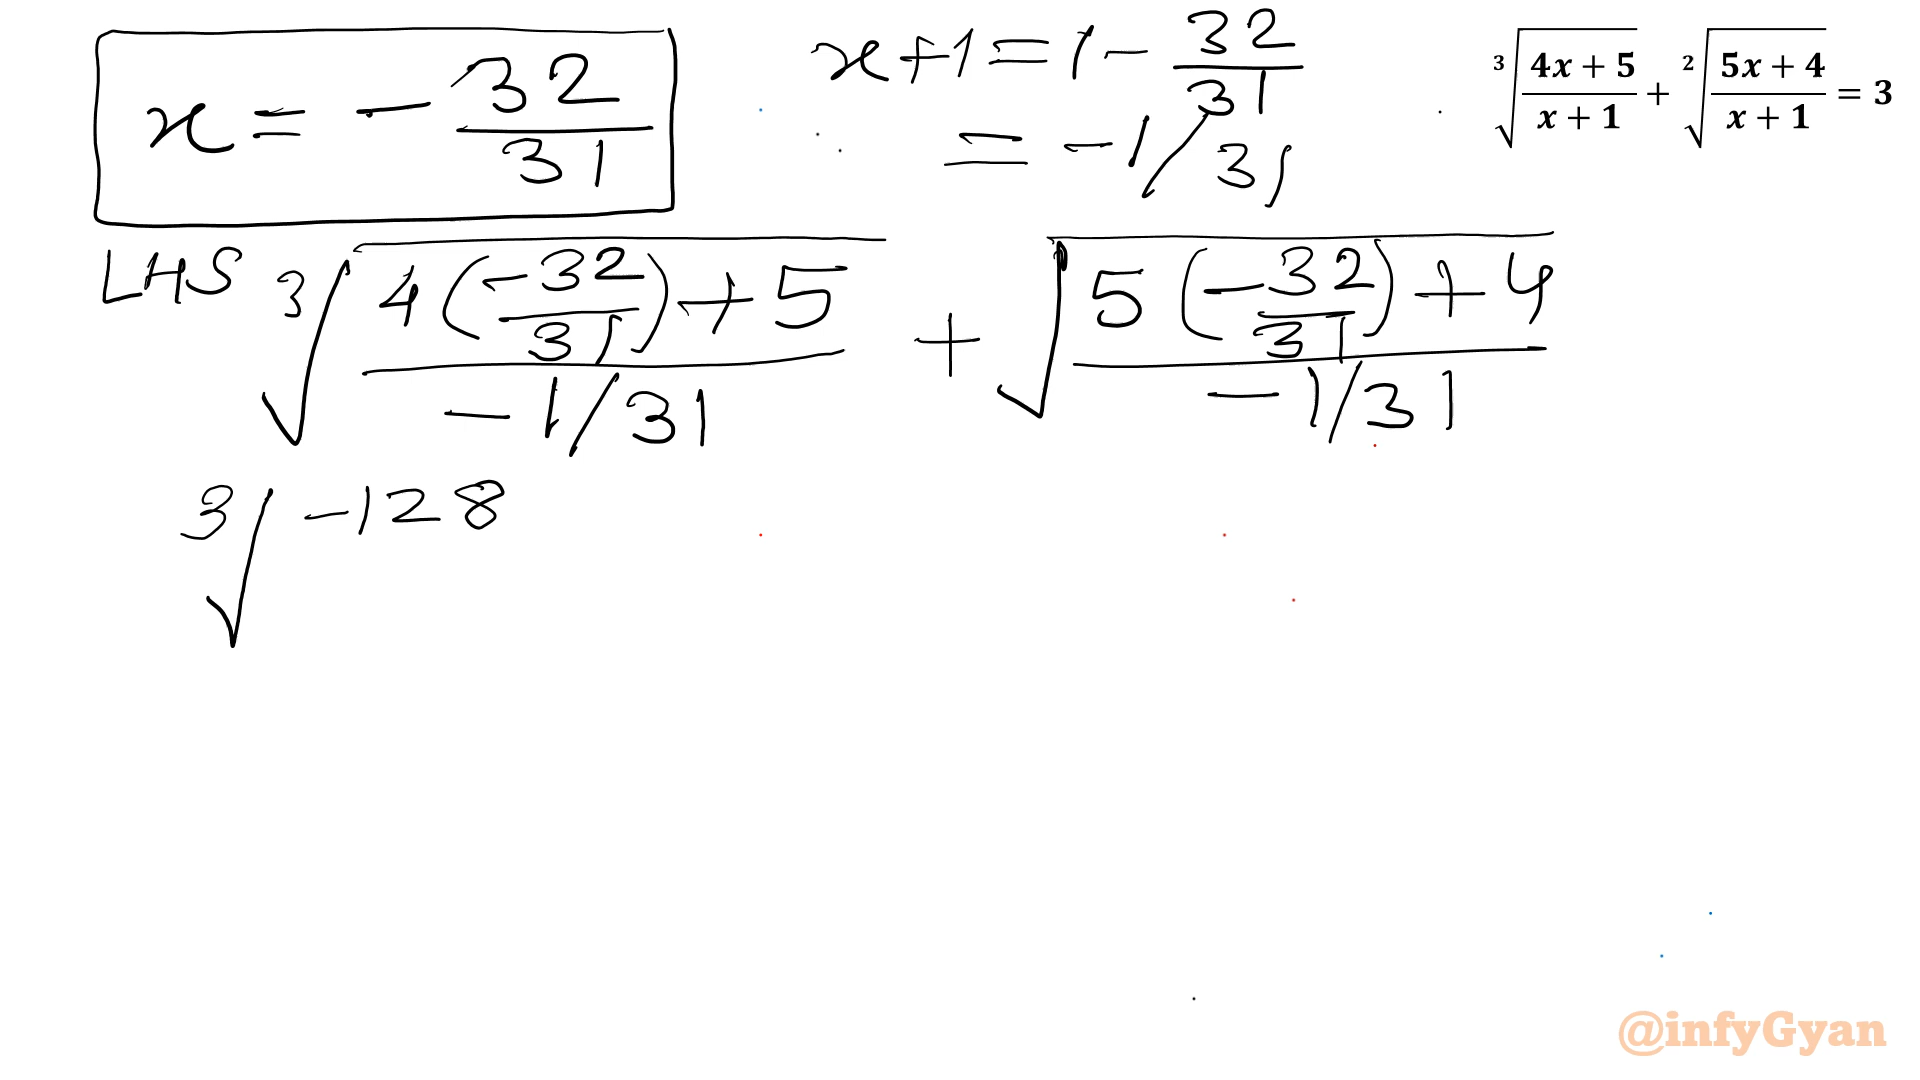 x = -32/31
x+1 = 1 - 32/31
= -1/31
∛((4x + 5)/(x + 1)) + ²√((5x + 4)/(x + 1)) = 3
LHS ∛((4(-32/31)+5)/(-1/31)) + √((5(-32/31)+4)/(-1/31))
∛ -128
@infyGyan